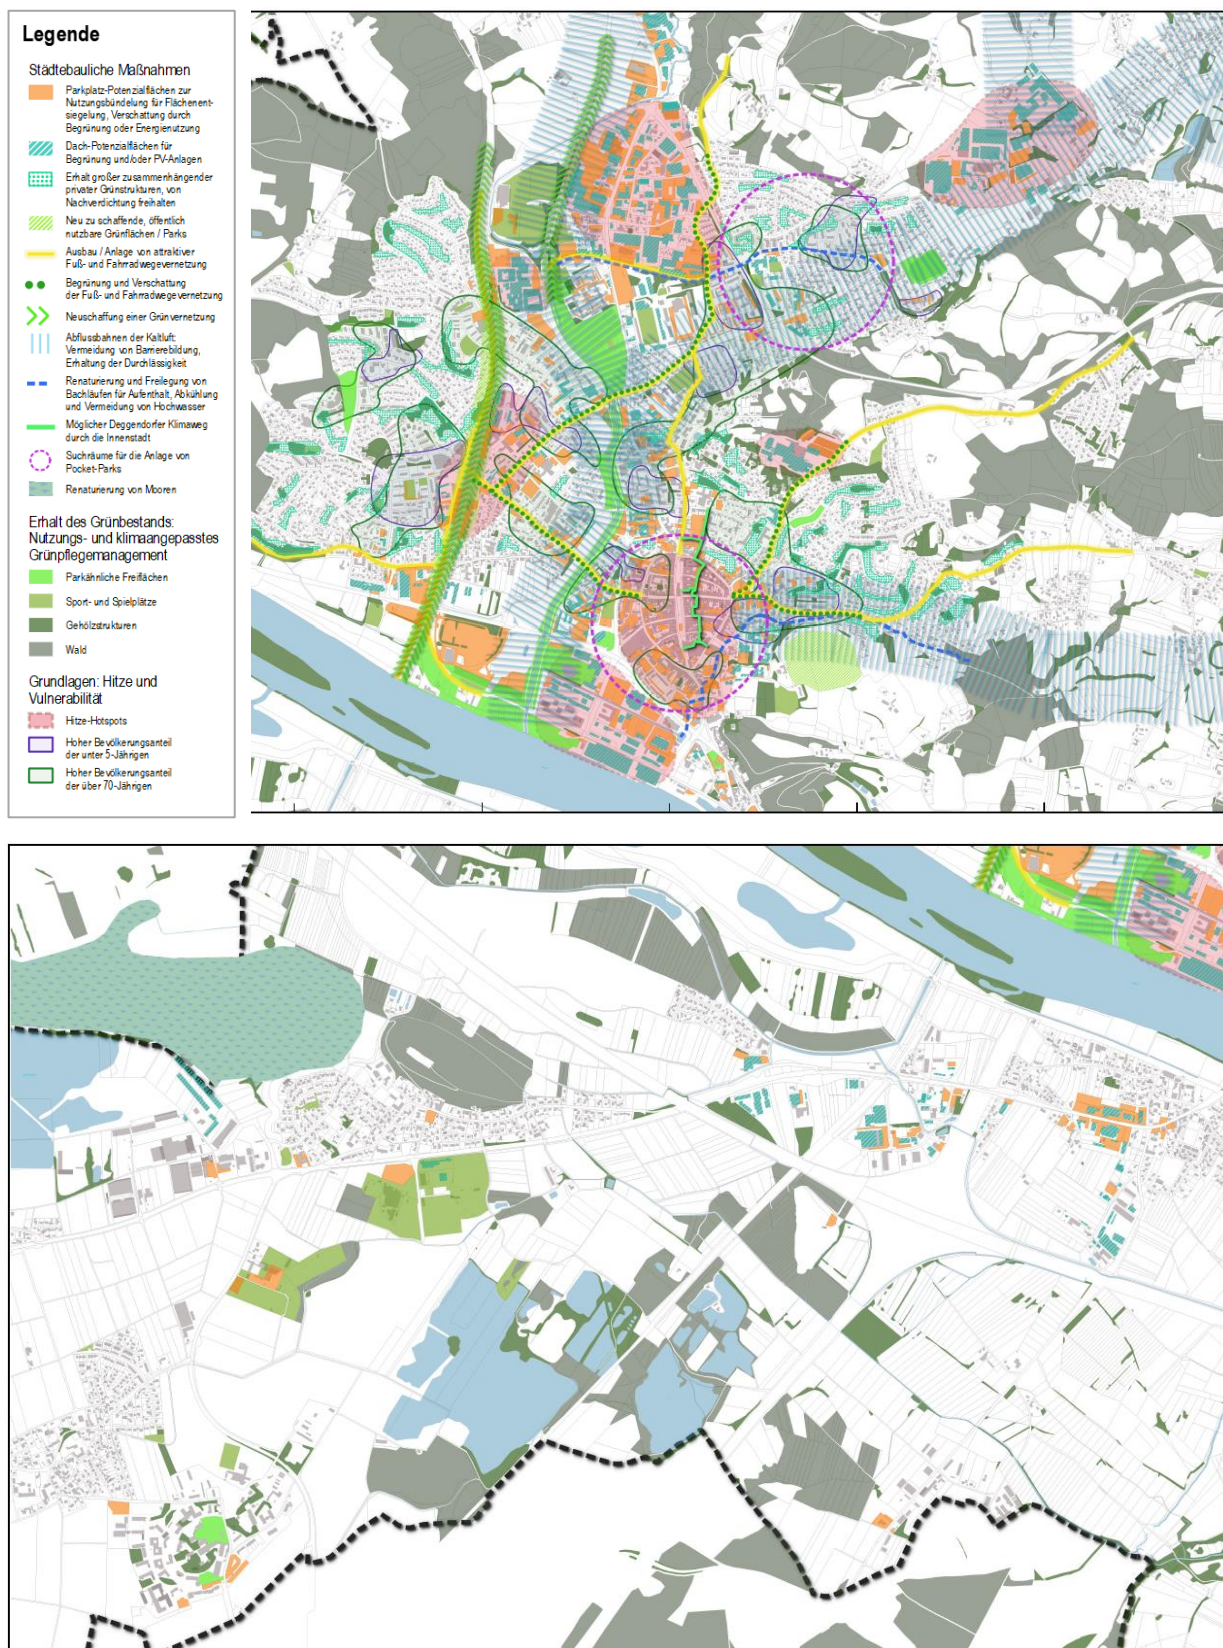 Legende
Städtebauliche Maßnahmen
Parkplatz-Potenzialflächen zur
Nutzungsbündelung für Flächenent-
siegelung, Verschattung durch
Begrünung oder Energienutzung
Dach-Potenzialflächen für
Begrünung und/oder PV-Anlagen
Erhalt großer zusammenhängender
privater Grünstrukturen, von
Nachverdichtung freihalten
Neu zu schaffende, öffentlich
nutzbare Grünflächen / Parks
Ausbau / Anlage von attraktiver
Fuß- und Fahrradwegevernetzung
Begrünung und Verschattung
der Fuß- und Fahrradwegevernetzung
Neuschaffung einer Grünvernetzung
Abflussbahnen der Kaltluft:
Vermeidung von Barrierebildung,
Erhaltung der Durchlässigkeit
Renaturierung und Freilegung von
Bachläufen für Aufenthalt, Abkühlung
und Vermeidung von Hochwasser
Möglicher Deggendorfer Klimaweg
durch die Innenstadt
Suchräume für die Anlage von
Pocket-Parks
Renaturierung von Mooren
Erhalt des Grünbestands:
Nutzungs- und klimaangepasstes
Grünpflegemanagement
Parkähnliche Freiflächen
Sport- und Spielplätze
Gehölzstrukturen
Wald
Grundlagen: Hitze und
Vulnerabilität
Hitze-Hotspots
Hoher Bevölkerungsanteil
der unter 5-Jährigen
Hoher Bevölkerungsanteil
der über 70-Jährigen